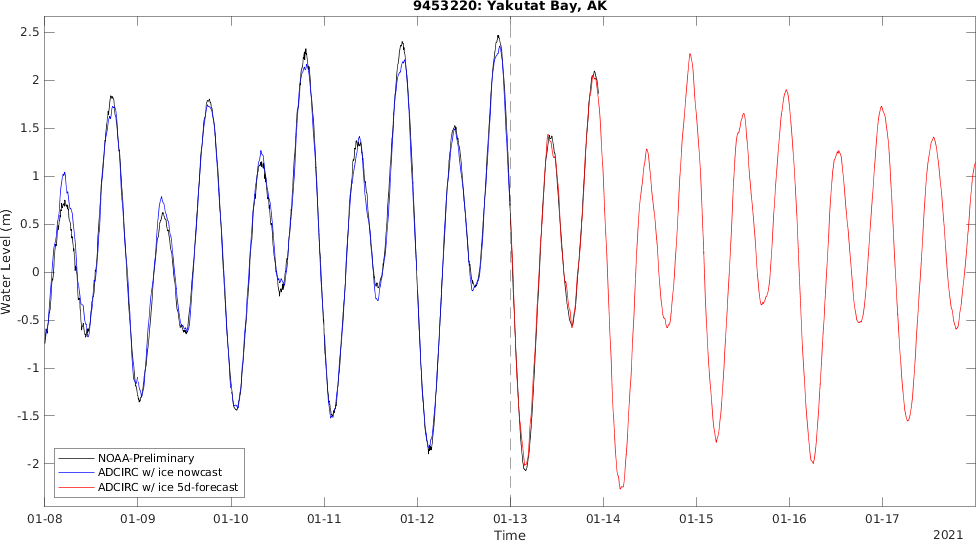 9453220: Yakutat Bay, AK
Water Level (m)
2.5
2
1.5
1
0.5
0
-0.5
-1
-1.5
-2
NOAA-Preliminary
ADCIRC w/ ice nowcast
ADCIRC w/ ice 5d-forecast
01-08 01-09 01-10 01-11 01-12 01-13 01-14 01-15 01-16 01-17
Time
2021